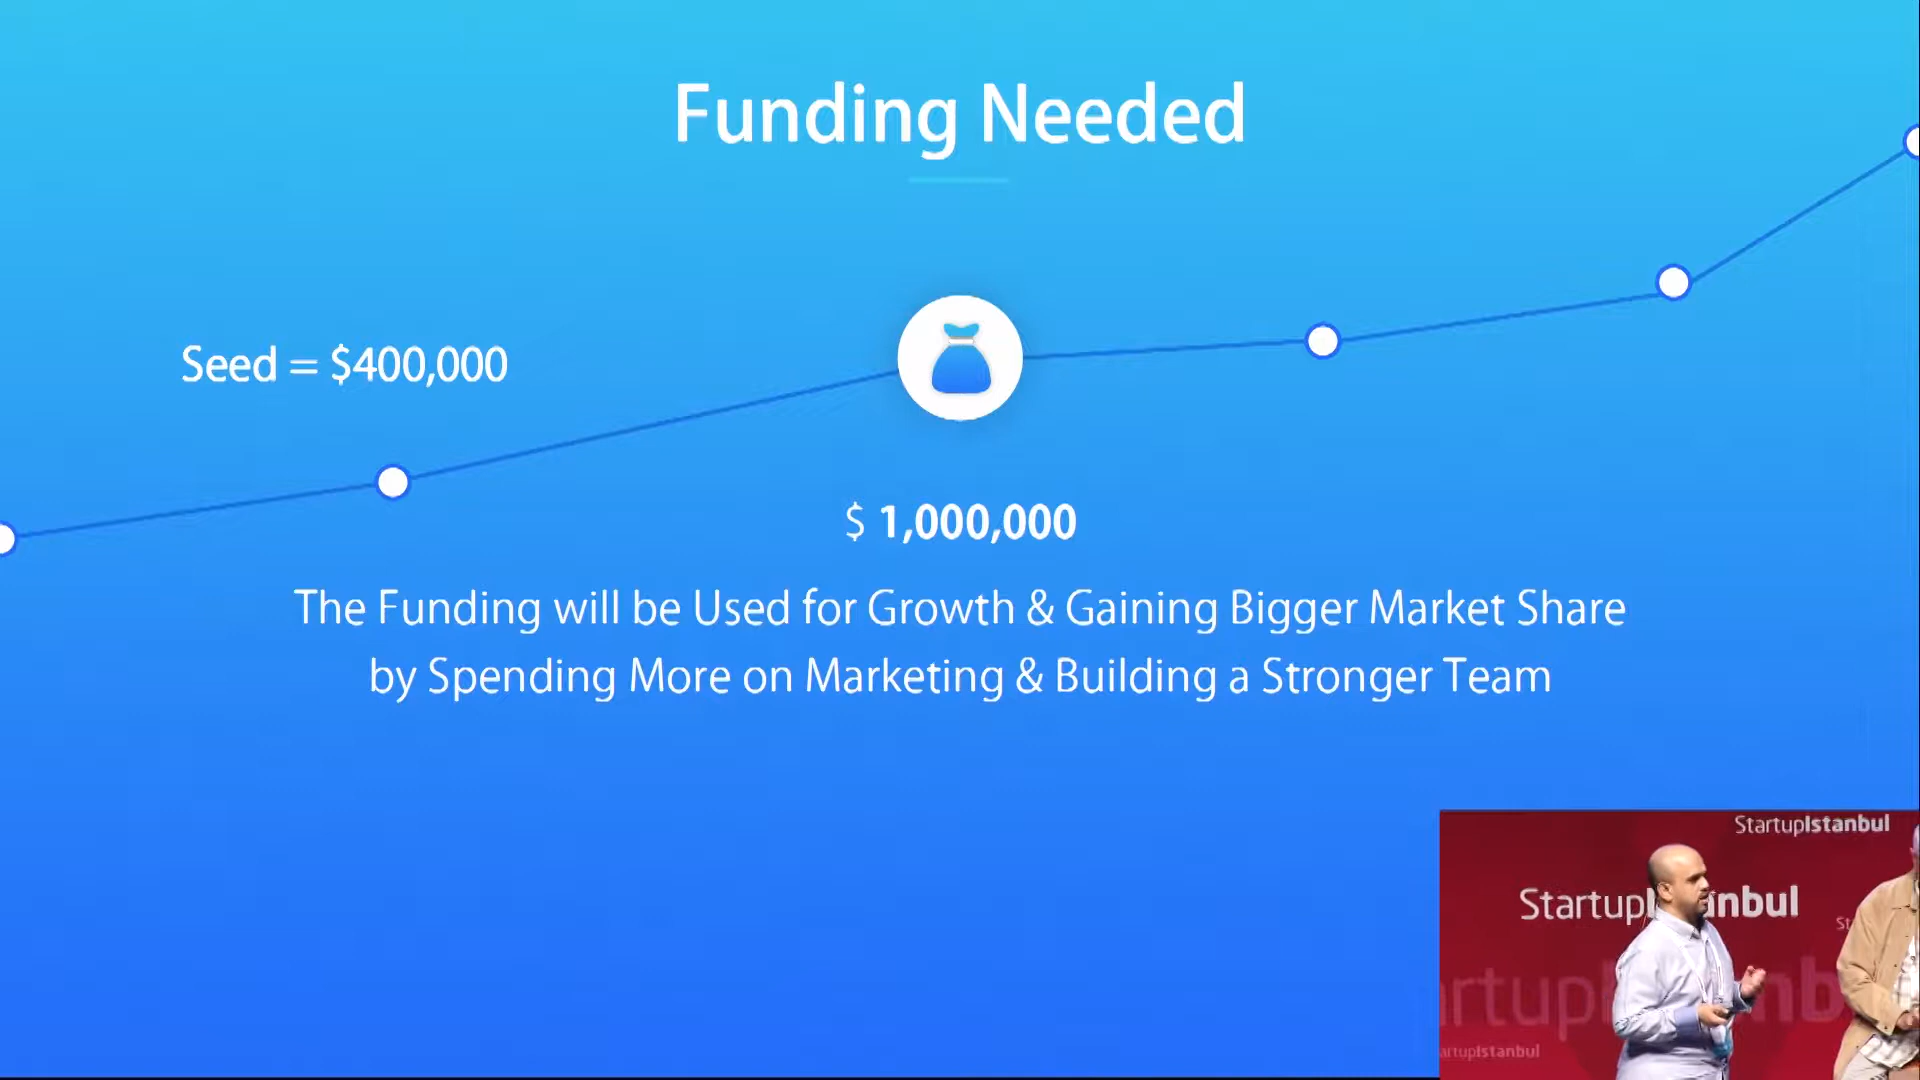 Funding Needed
Seed = $400,000
$ 1,000,000
The Funding will be Used for Growth & Gaining Bigger Market Share
by Spending More on Marketing & Building a Stronger Team
StartupIstanbul